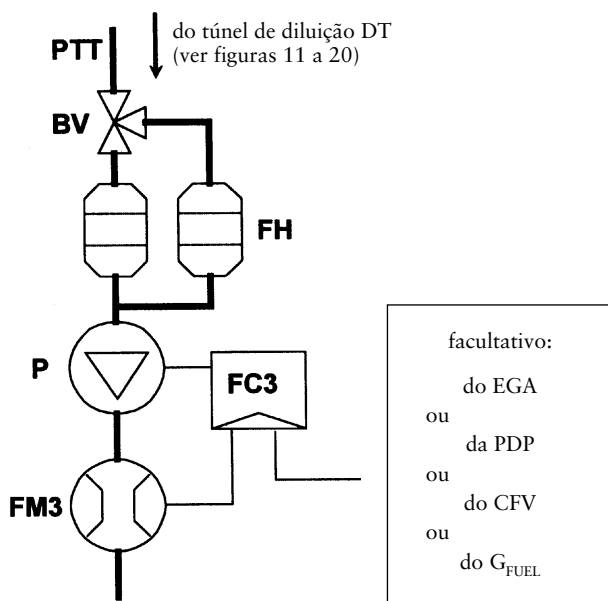 do túnel de diluição DT
PTT
(ver figuras 11 a 20)
BV
FH
P
FC3
FM3
facultativo:
do EGA
ou
da PDP
ou
do CFV
ou
do G_FUEL